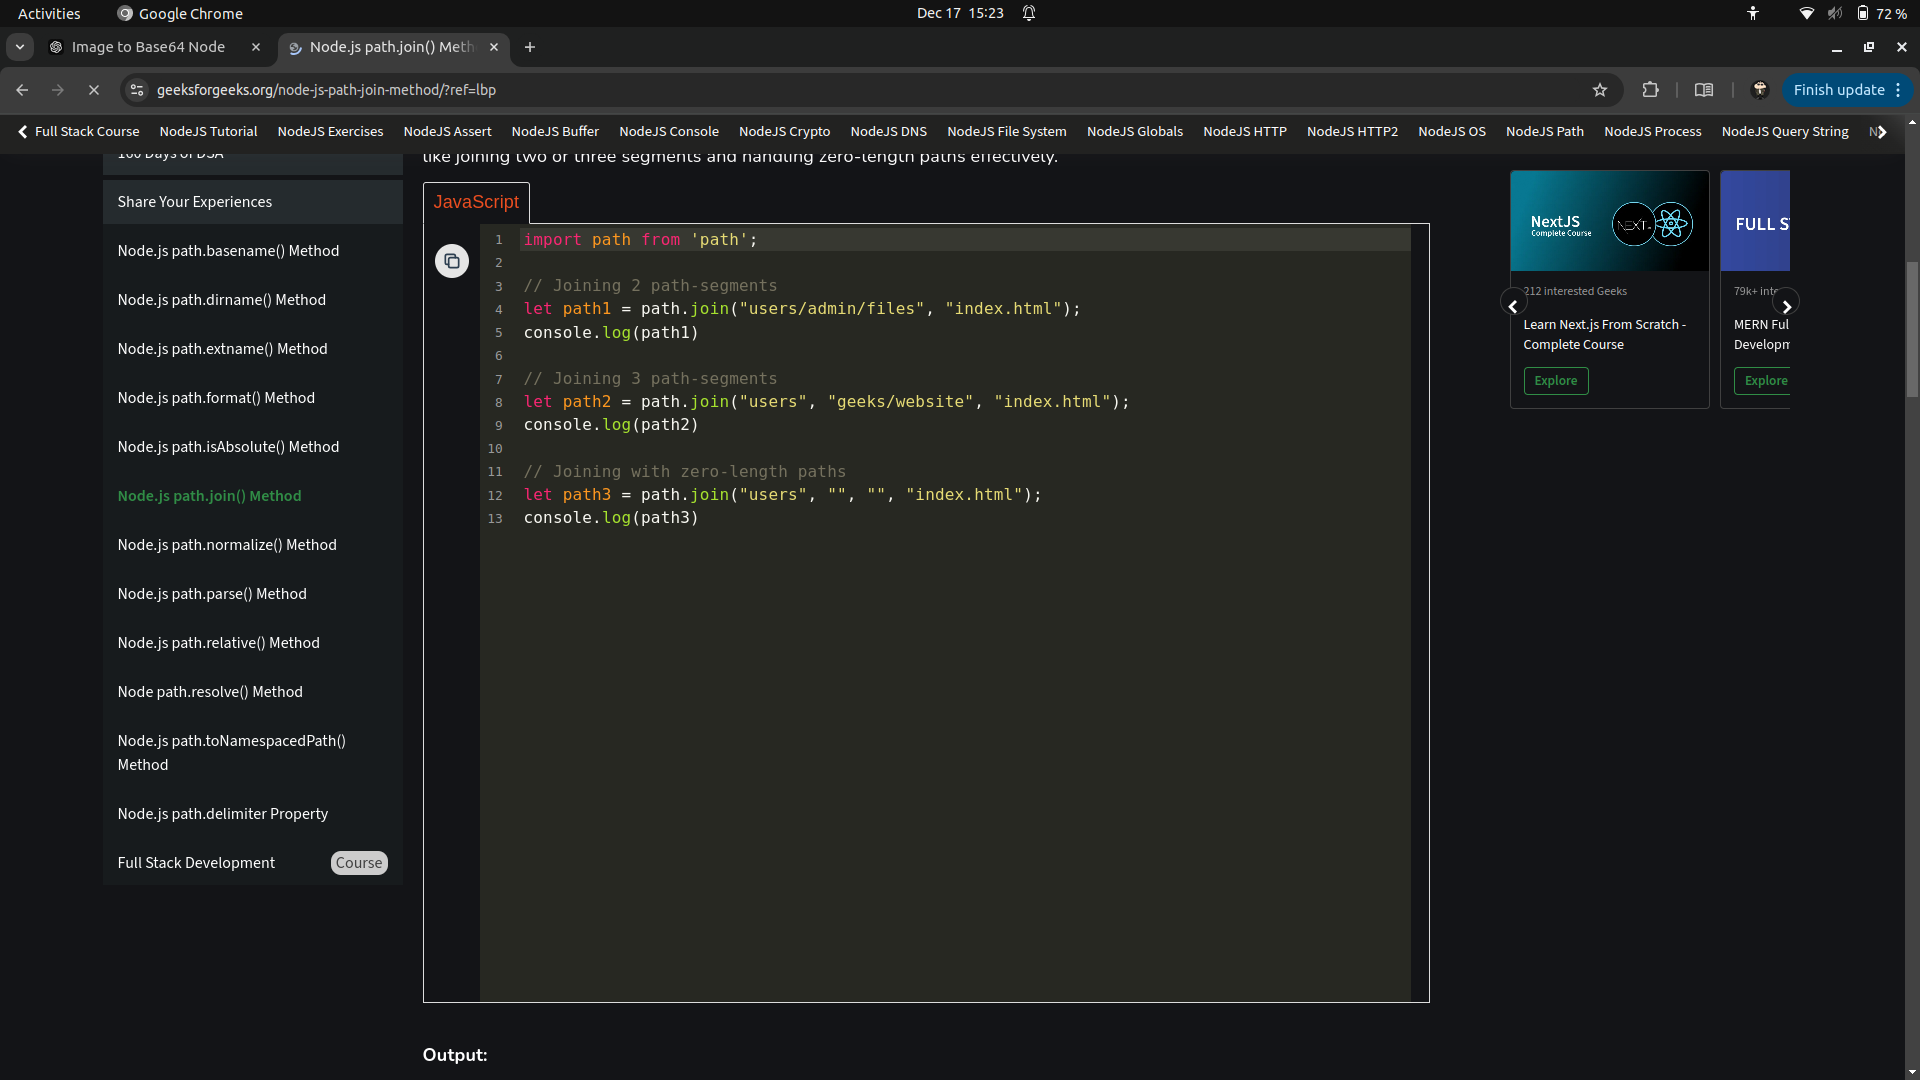 Activities
Google Chrome
Dec 17 15:23
72 %
Image to Base64 Node
Node.js path.join() Meth
geeksforgeeks.org/node-js-path-join-method/?ref=lbp
Finish update
Full Stack Course
NodeJS Tutorial
NodeJS Exercises
NodeJS Assert
NodeJS Buffer
NodeJS Console
NodeJS Crypto
NodeJS DNS
NodeJS File System
NodeJS Globals
NodeJS HTTP
NodeJS HTTP2
NodeJS OS
NodeJS Path
NodeJS Process
NodeJS Query String
Share Your Experiences
Node.js path.basename() Method
Node.js path.dirname() Method
Node.js path.extname() Method
Node.js path.format() Method
Node.js path.isAbsolute() Method
Node.js path.join() Method
Node.js path.normalize() Method
Node.js path.parse() Method
Node.js path.relative() Method
Node path.resolve() Method
Node.js path.toNamespacedPath()
Method
Node.js path.delimiter Property
Full Stack Development
Course
like joining two or three segments and handling zero-length paths effectively.
JavaScript
1 import path from 'path';
2
3 // Joining 2 path-segments
4 let path1 = path.join("users/admin/files", "index.html");
5 console.log(path1)
6
7 // Joining 3 path-segments
8 let path2 = path.join("users", "geeks/website", "index.html");
9 console.log(path2)
10
11 // Joining with zero-length paths
12 let path3 = path.join("users", "", "", "index.html");
13 console.log(path3)
Output:
NextJS
Complete Course
NEXT
212 interested Geeks
Learn Next.js From Scratch -
Complete Course
Explore
FULL S
79k+ inte
MERN Ful
Developm
Explore